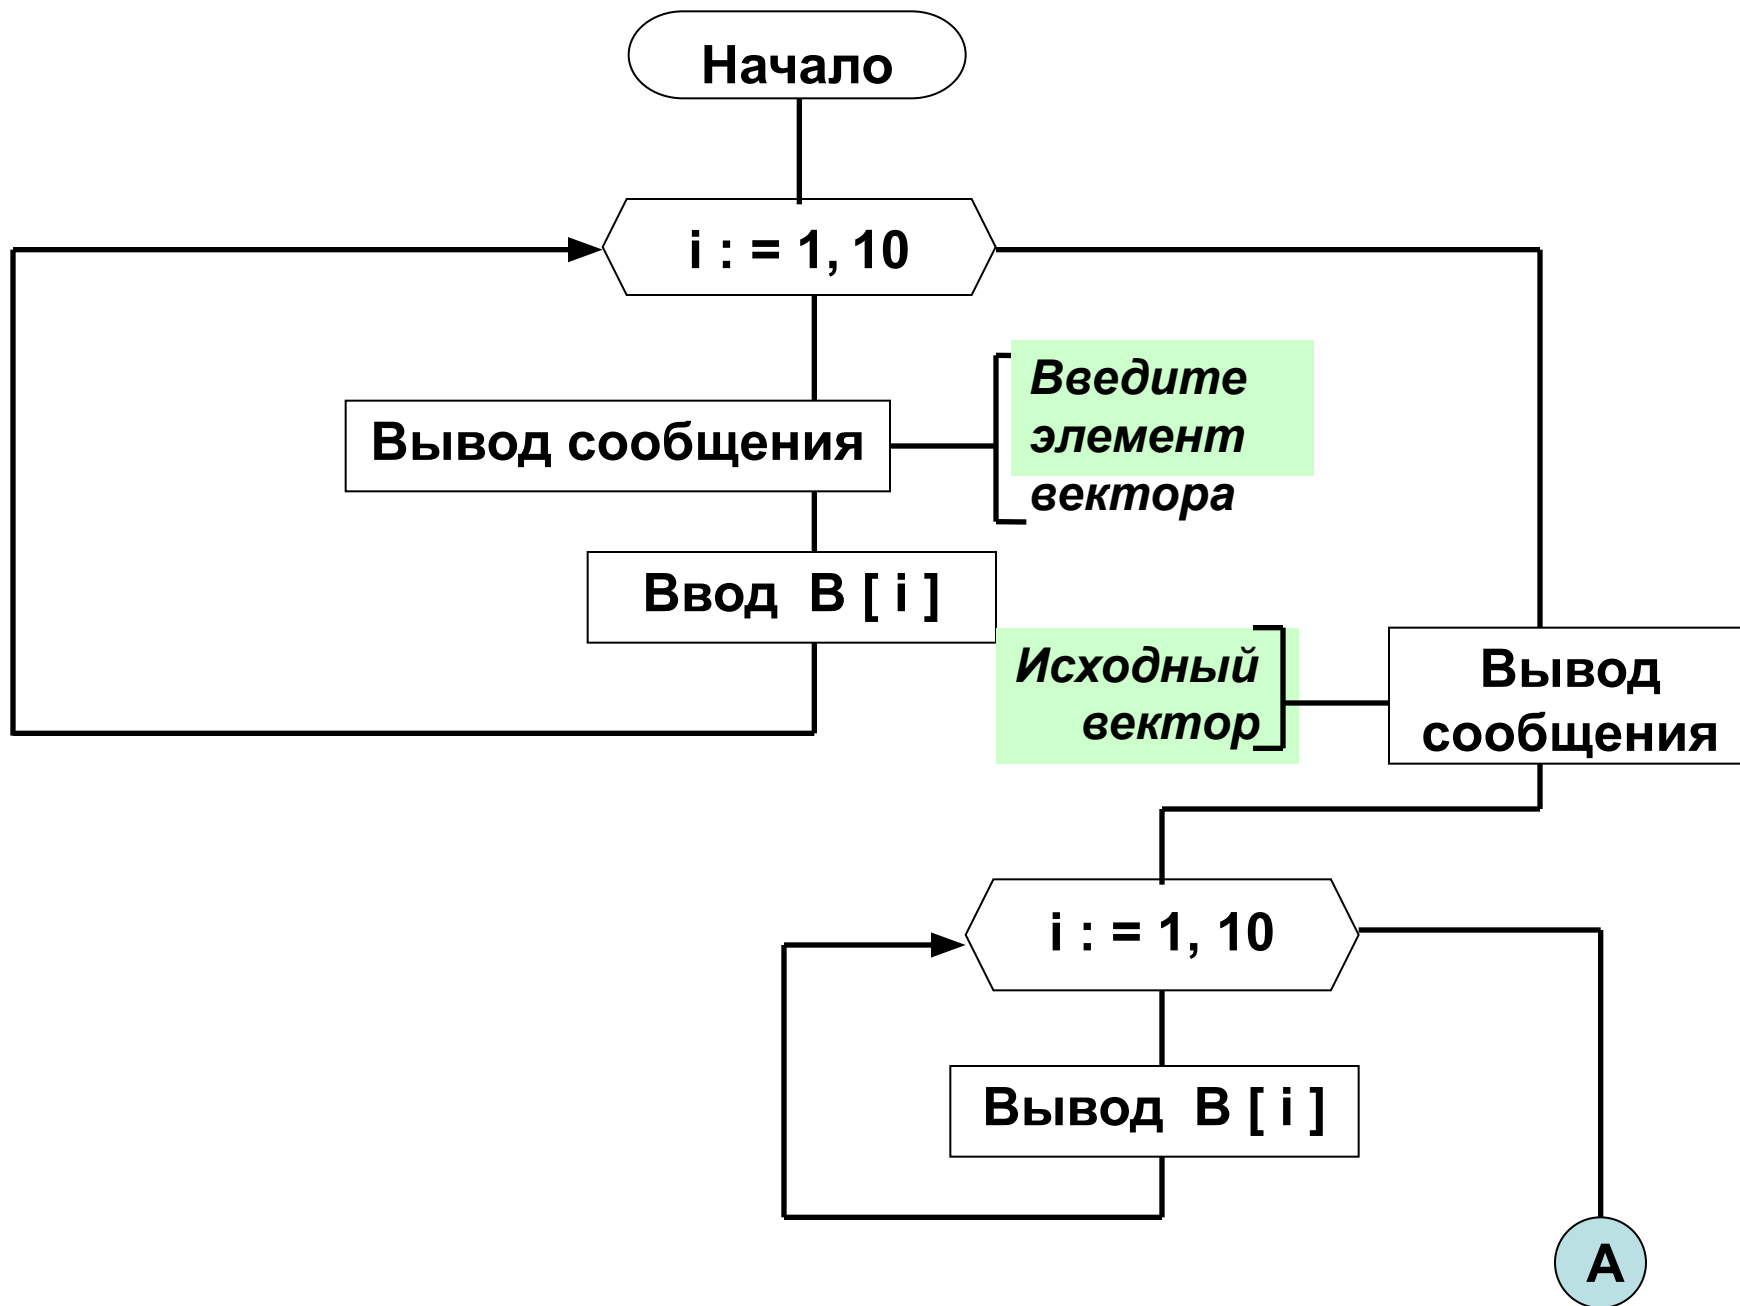 Начало
i : = 1, 10
Введите
элемент
вектора
Вывод сообщения
Ввод В [ i ]
Исходный
вектор
Вывод
сообщения
i : = 1, 10
Вывод В [ i ]
А